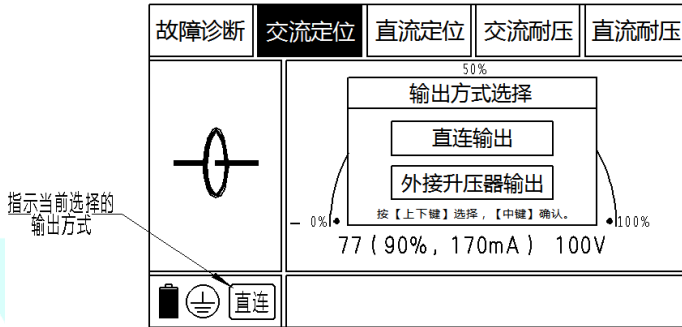 故障诊断 交流定位 直流定位 交流耐压 直流耐压
50%
输出方式选择
直连输出
外接升压器输出
按【上下键】选择，【中键】确认。
0% 100%
77 (90%, 170mA) 100V
指示当前选择的
输出方式
直连